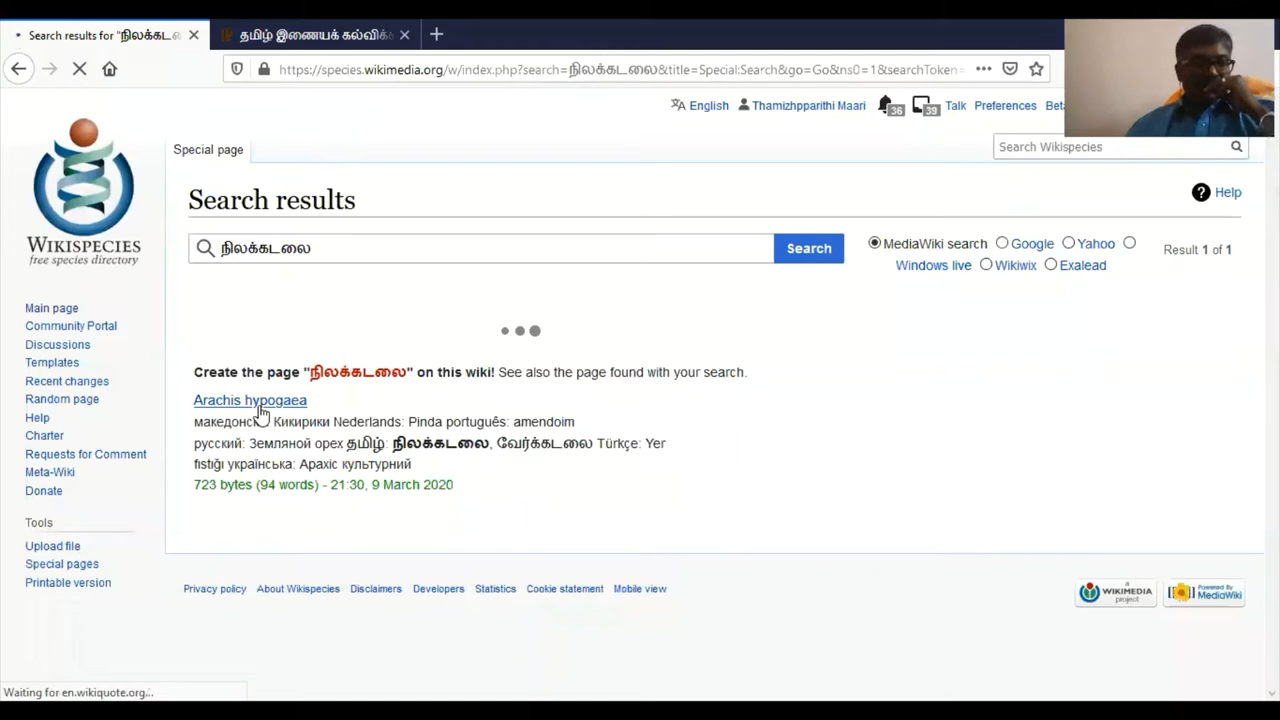 Search results for "நிலக்கட
தமிழ் இணையக் கல்விக்
https://species.wikimedia.org/w/index.php?search=நிலக்கடலை&title=Special:Search&go=Go&ns0=1&searchToken=
English Thamizhpparithi Maari 36 39 Talk Preferences Beta
Special page
Search Wikispecies
WIKISPECIES
free species directory
Search results
Help
நிலக்கடலை
Search
MediaWiki search Google Yahoo
Windows live Wikiwix Exalead
Result 1 of 1
Create the page "நிலக்கடலை" on this wiki! See also the page found with your search.
Arachis hypogaea
македонс Кикирики Nederlands: Pinda português: amendoim
русский: Земляной орех தமிழ்: நிலக்கடலை, வேர்க்கடலை Türkçe: Yer
fıstığı українська: Арахіс культурний
723 bytes (94 words) - 21:30, 9 March 2020
Main page
Community Portal
Discussions
Templates
Recent changes
Random page
Help
Charter
Requests for Comment
Meta-Wiki
Donate
Tools
Upload file
Special pages
Printable version
Privacy policy About Wikispecies Disclaimers Developers Statistics Cookie statement Mobile view
a
WIKIMEDIA
project
Powered By
MediaWiki
Waiting for en.wikiquote.org...